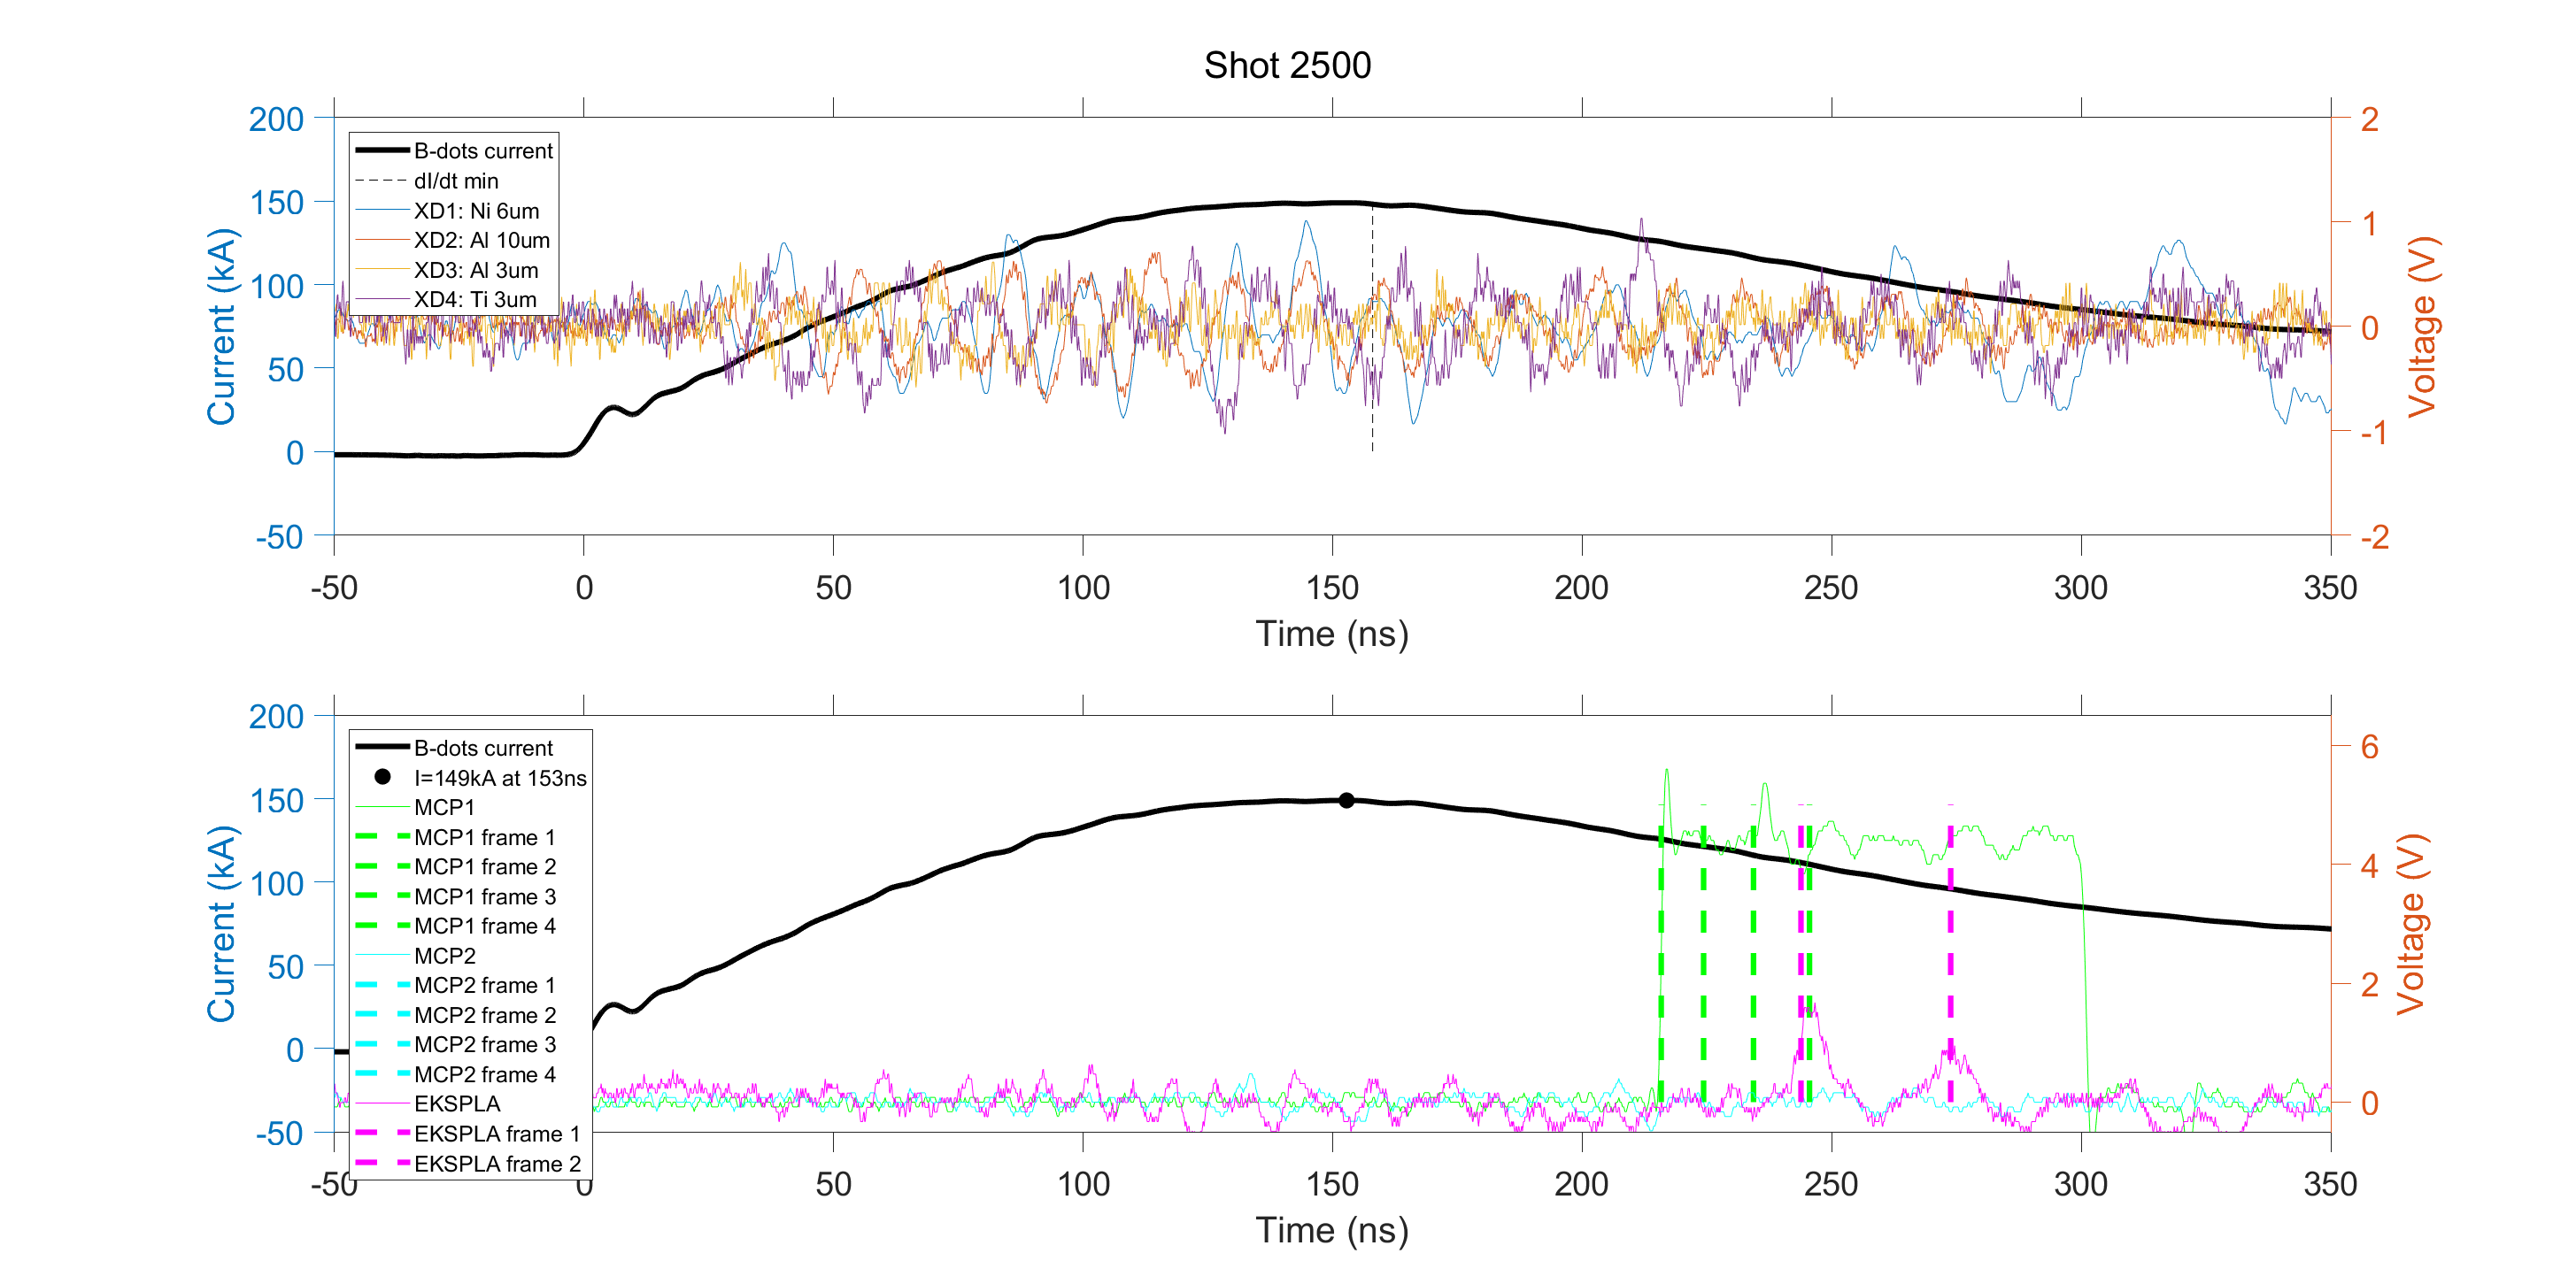 Shot 2500
200
150
100
50
0
-50
Current (kA)
B-dots current
dI/dt min
XD1: Ni 6um
XD2: Al 10um
XD3: Al 3um
XD4: Ti 3um
2
1
0
-1
-2
Voltage (V)
-50 0 50 100 150 200 250 300 350
Time (ns)
200
150
100
50
0
-50
Current (kA)
B-dots current
I=149kA at 153ns
MCP1
MCP1 frame 1
MCP1 frame 2
MCP1 frame 3
MCP1 frame 4
MCP2
MCP2 frame 1
MCP2 frame 2
MCP2 frame 3
MCP2 frame 4
EKSPLA
EKSPLA frame 1
EKSPLA frame 2
6
4
2
0
Voltage (V)
-50 0 50 100 150 200 250 300 350
Time (ns)